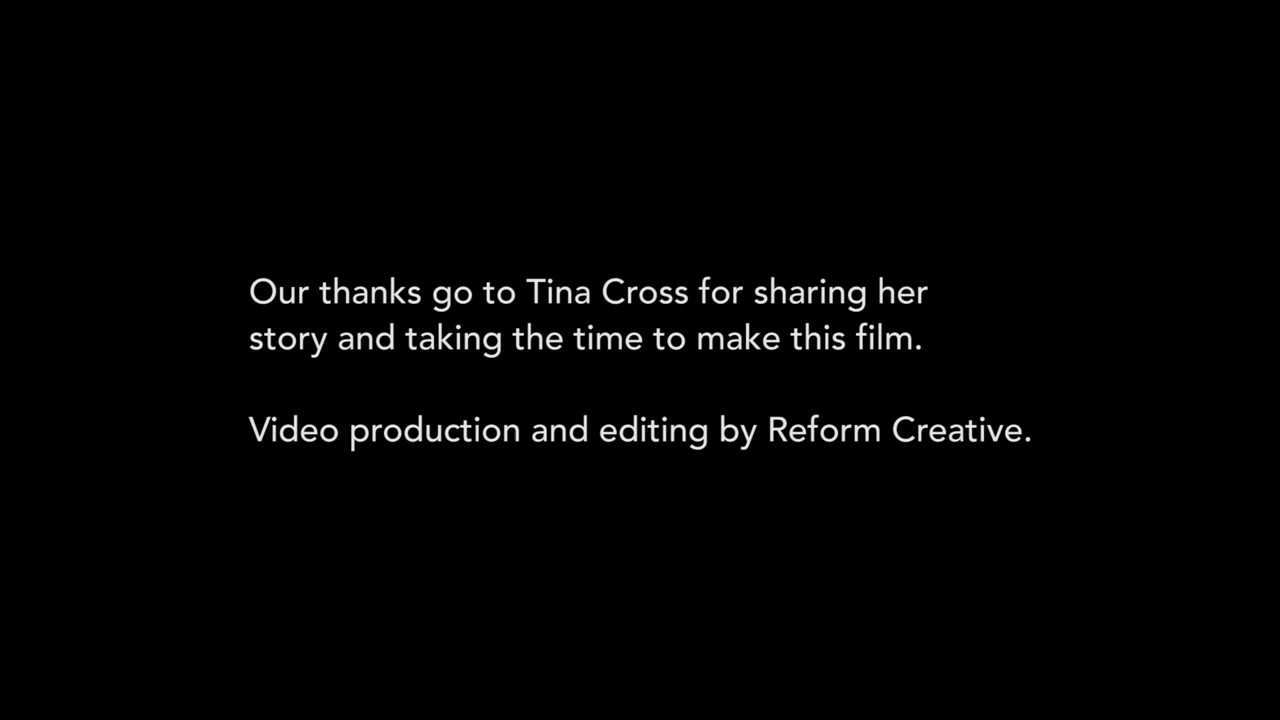 Our thanks go to Tina Cross for sharing her
story and taking the time to make this film.
Video production and editing by Reform Creative.